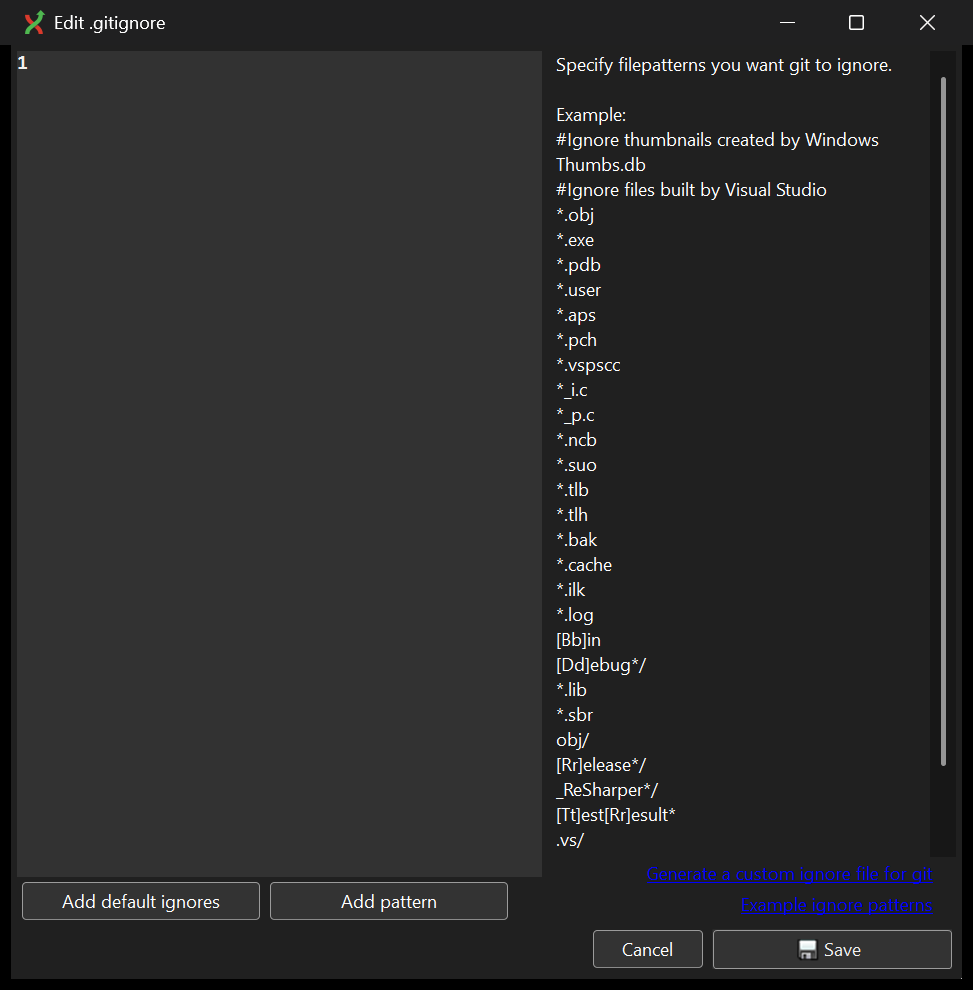 Edit .gitignore
1
Specify filepatterns you want git to ignore.
Example:
#Ignore thumbnails created by Windows
Thumbs.db
#Ignore files built by Visual Studio
*.obj
*.exe
*.pdb
*.user
*.aps
*.pch
*.vspscc
*_i.c
*_p.c
*.ncb
*.suo
*.tlb
*.tlh
*.bak
*.cache
*.ilk
*.log
[Bb]in
[Dd]ebug*/
*.lib
*.sbr
obj/
[Rr]elease*/
_ReSharper*/
[Tt]est[Rr]esult*
.vs/
Generate a custom ignore file for git
Example ignore patterns
Add default ignores
Add pattern
Cancel
Save